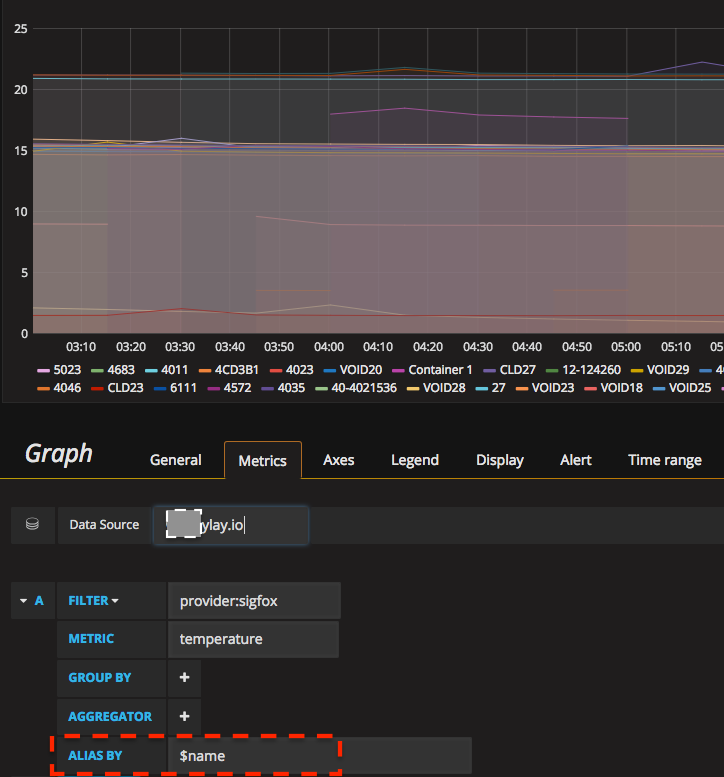 25
20
15
10
5
0
03:10 03:20 03:30 03:40 03:50 04:00 04:10 04:20 04:30 04:40 04:50 05:00 05:10
5023 4683 4011 4CD3B1 4023 VOID20 Container 1 CLD27 12-124260 VOID29
4046 CLD23 6111 4572 4035 40-4021536 VOID28 27 VOID23 VOID18 VOID25
Graph General Metrics Axes Legend Display Alert Time range
Data Source ylay.io
A FILTER provider:sigfox
METRIC temperature
GROUP BY +
AGGREGATOR +
ALIAS BY $name